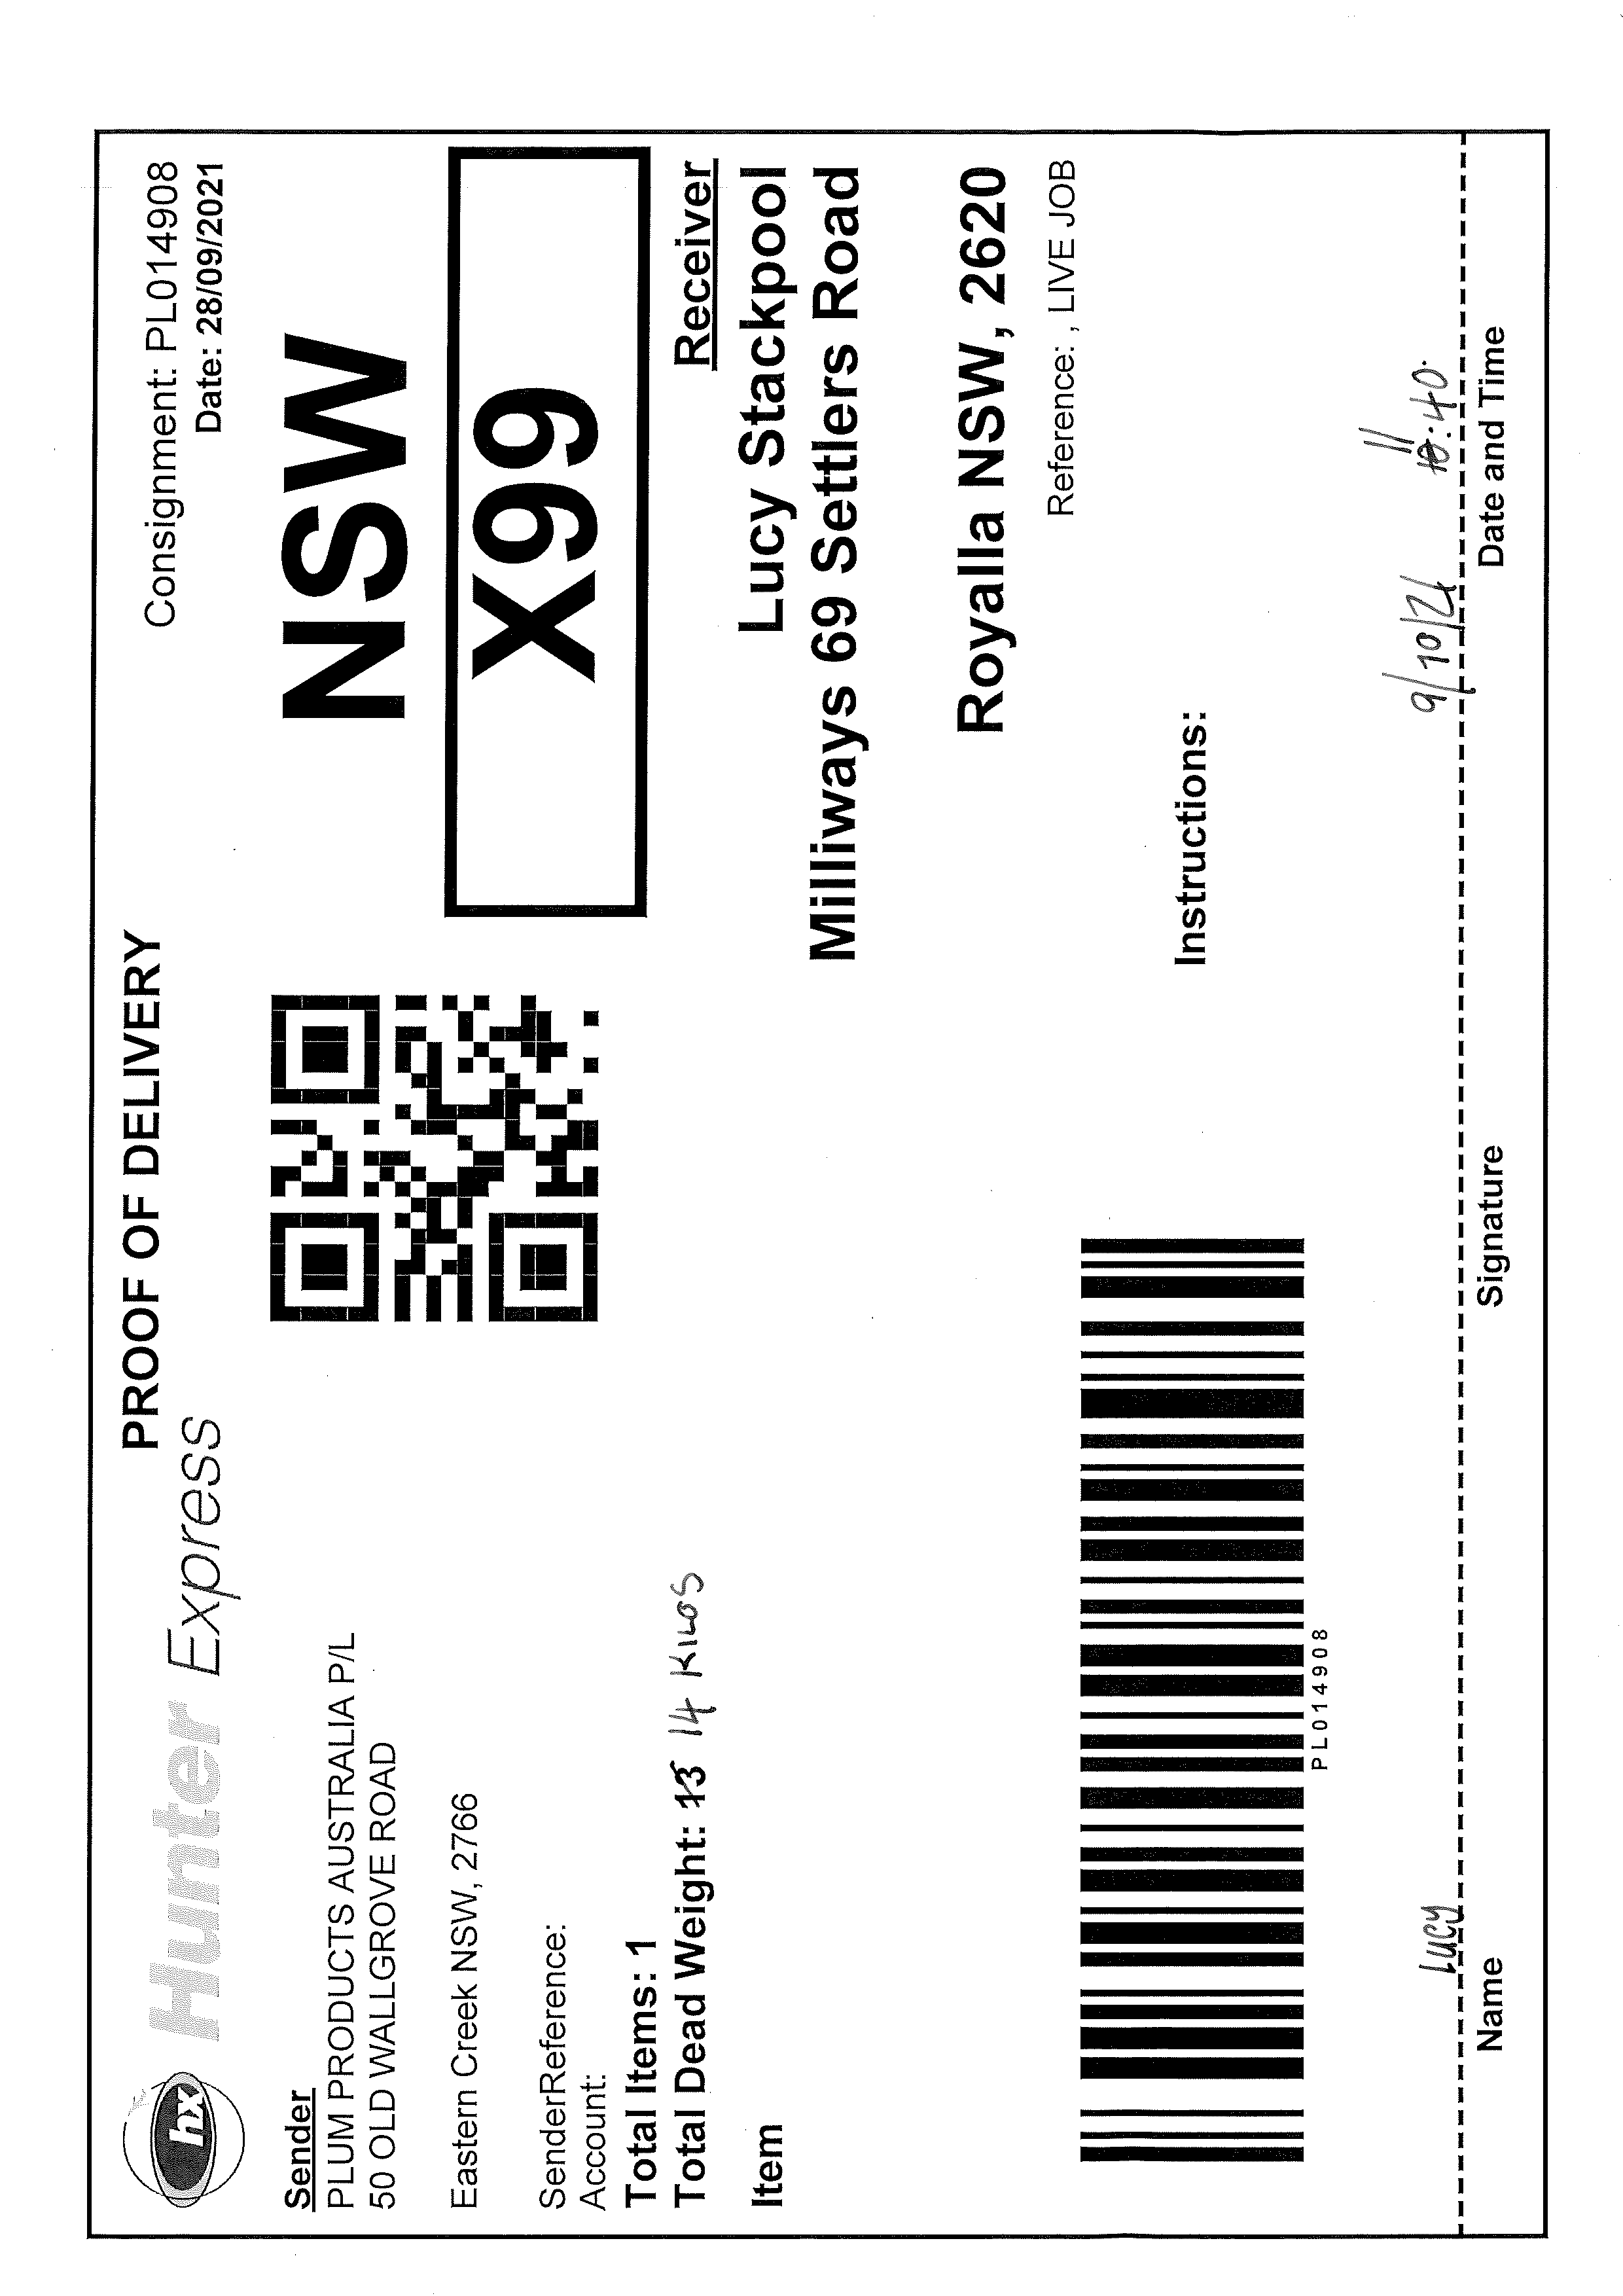 PROOF OF DELIVERY
hx Hunter Express
Consignment: PL014908
Date: 28/09/2021
NSW
X99
Sender
PLUM PRODUCTS AUSTRALIA P/L
50 OLD WALLGROVE ROAD
Eastern Creek NSW, 2766
SenderReference:
Account:
Total Items: 1
Total Dead Weight: 14 KILOS
Item
Receiver
Lucy Stackpool
Milliways 69 Settlers Road
Royalla NSW, 2620
Reference: , LIVE JOB
Instructions:
PL014908
Lucy
9/10/21 11:40
Name
Signature
Date and Time